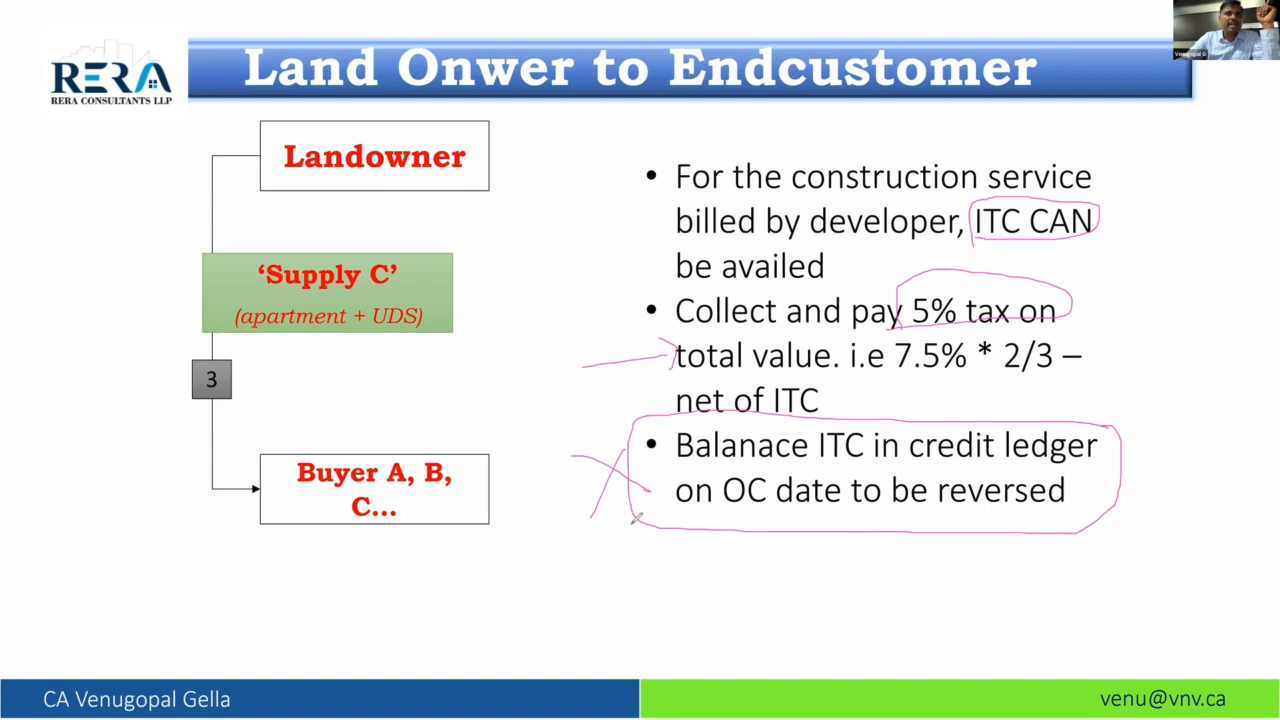 Land Onwer to Endcustomer
RERA
RERA CONSULTANTS LLP
Venugopal G
Landowner
‘Supply C’
(apartment + UDS)
3
Buyer A, B,
C...
• For the construction service
billed by developer, ITC CAN
be availed
• Collect and pay 5% tax on
total value. i.e 7.5% * 2/3 –
net of ITC
• Balanace ITC in credit ledger
on OC date to be reversed
CA Venugopal Gella
venu@vnv.ca